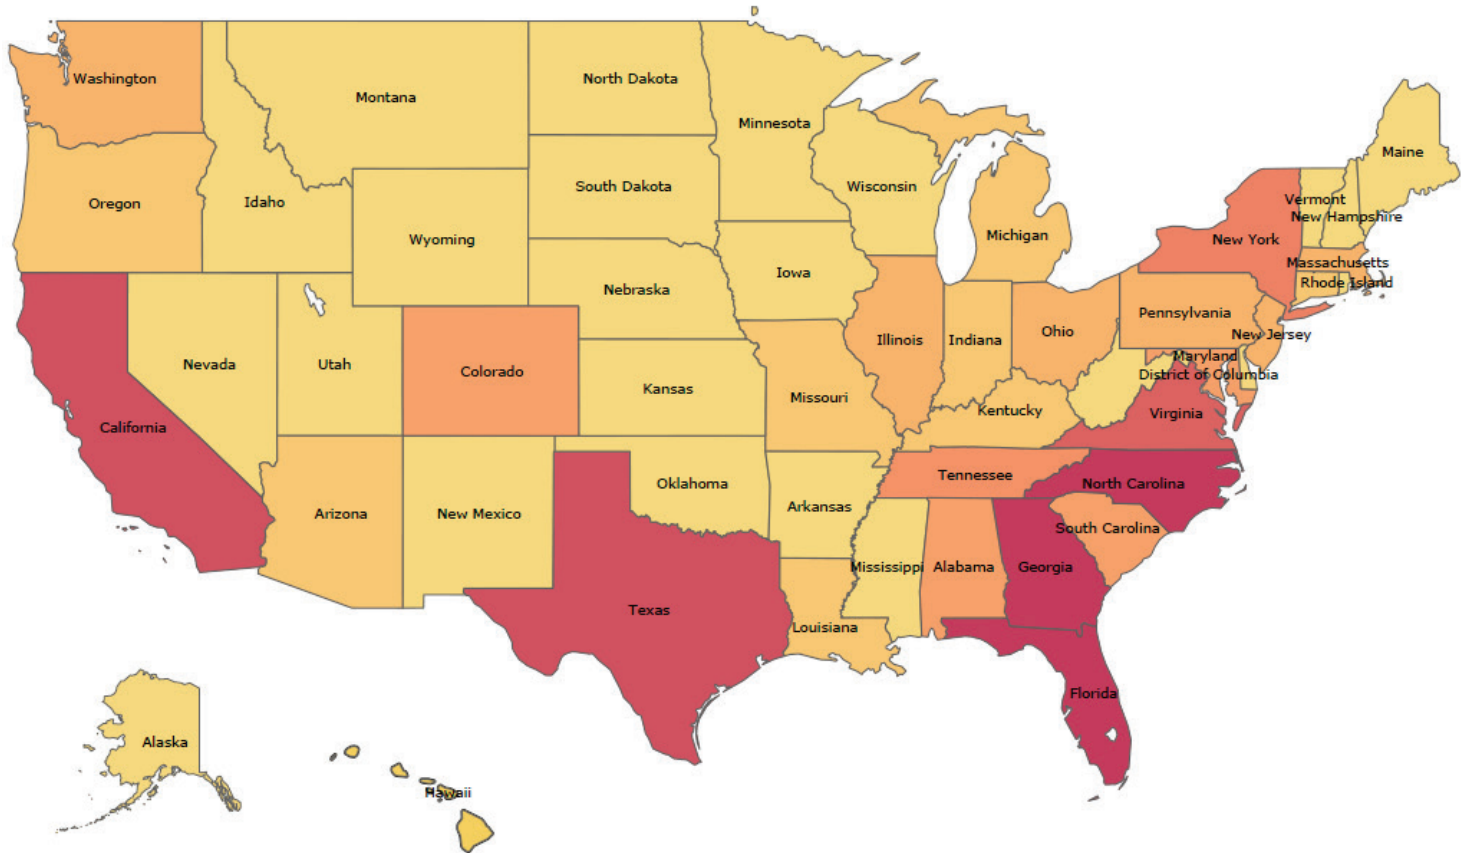 Washington
North Dakota
Montana
Minnesota
Maine
South Dakota
Wisconsin
Idaho
Oregon
Vermont
New Hampshire
Wyoming
Michigan
New York
Massachusetts
Iowa
Rhode Island
Nebraska
Pennsylvania
Ohio
New Jersey
Illinois
Indiana
Maryland
Nevada
Utah
Colorado
District of Columbia
Kansas
Missouri
Kentucky
Virginia
California
Tennessee
Oklahoma
North Carolina
Arkansas
Arizona
New Mexico
South Carolina
Mississippi
Alabama
Georgia
Texas
Louisiana
Florida
Alaska
Hawaii